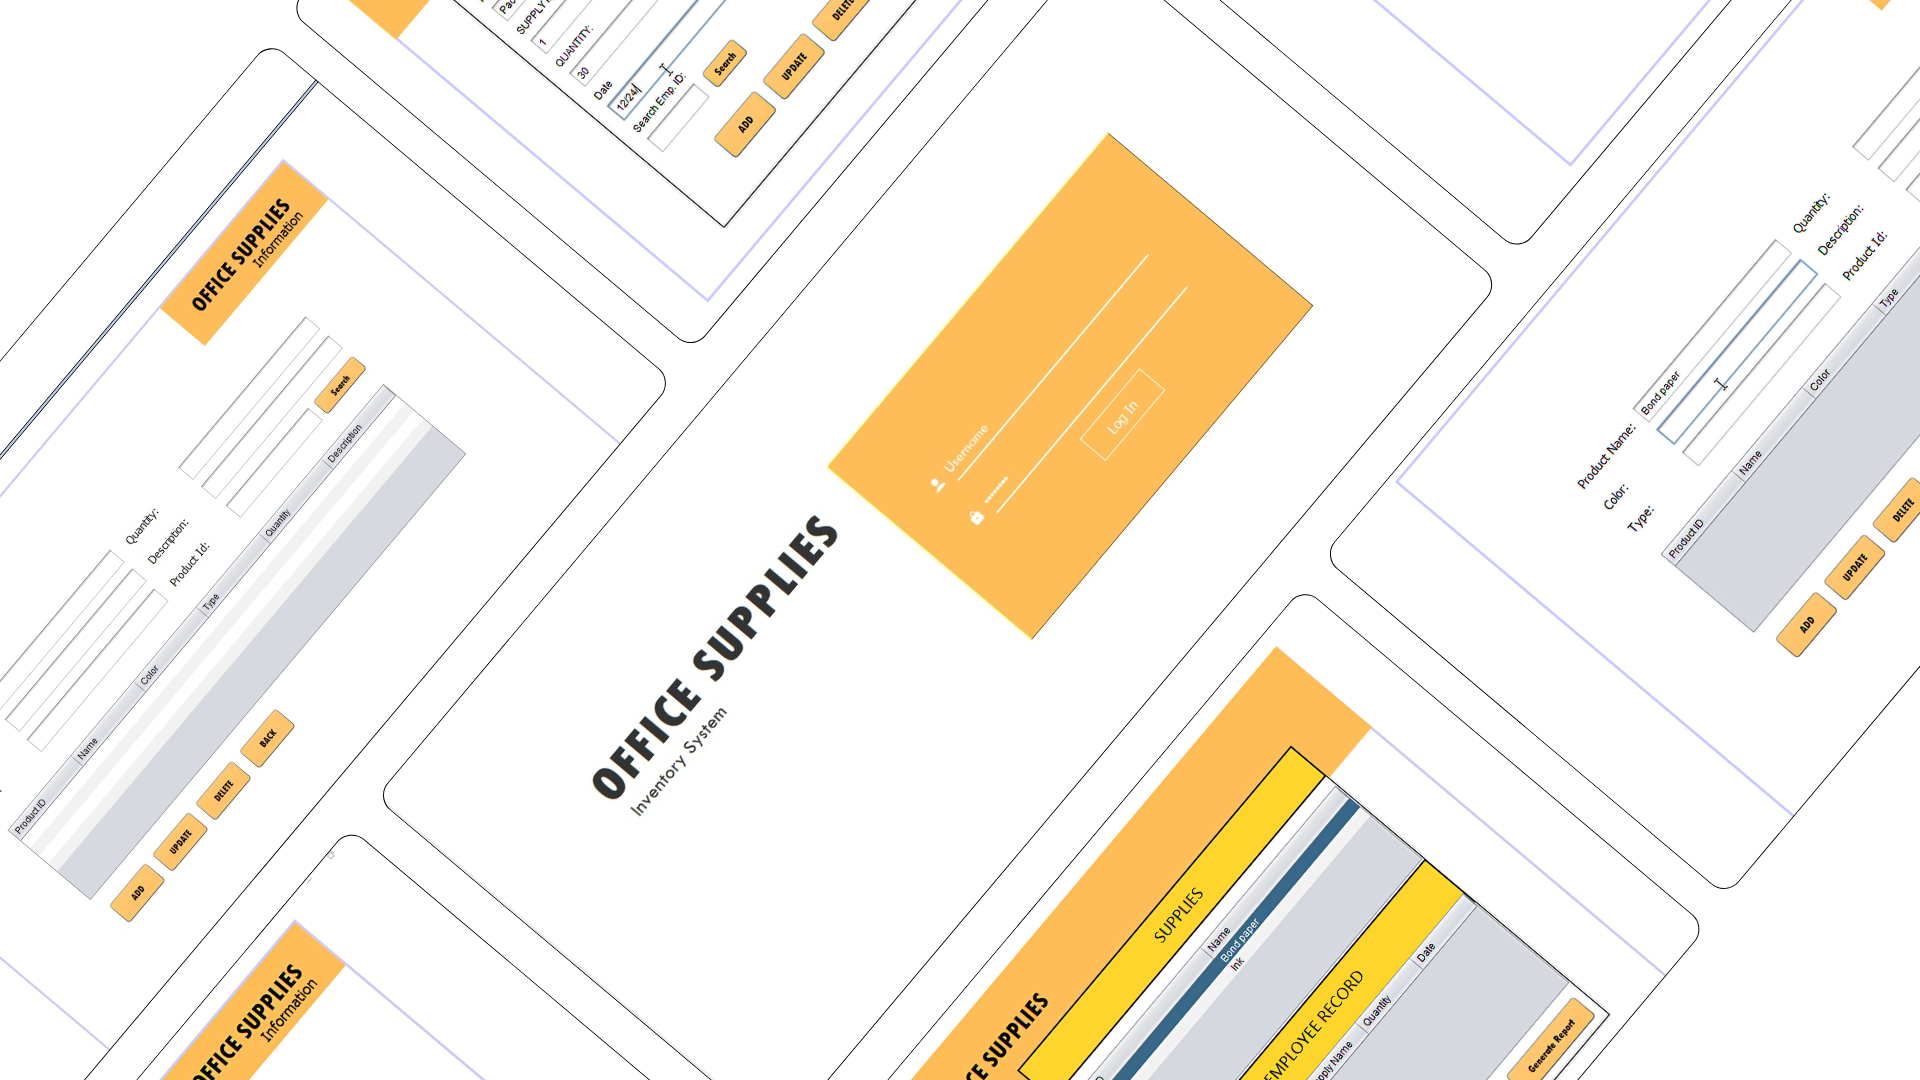 SUPPLY
1
QUANTITY:
30
Date
12/24
Search Emp. ID:
Search
ADD
UPDATE
DELETE
OFFICE SUPPLIES
Information
Search
Quantity:
Description:
Product Id:
Product ID
Name
Color
Type
Quantity
Description
ADD
UPDATE
DELETE
BACK
OFFICE SUPPLIES
Inventory System
Username
Log In
Product Name:
Bond paper
Color:
Type:
Quantity:
Description:
Product Id:
Product ID
Name
Color
Type
ADD
UPDATE
DELETE
OFFICE SUPPLIES
Information
CE SUPPLIES
SUPPLIES
Name
Bond paper
Ink
EMPLOYEE RECORD
pply Name
Quantity
Date
Generate Report